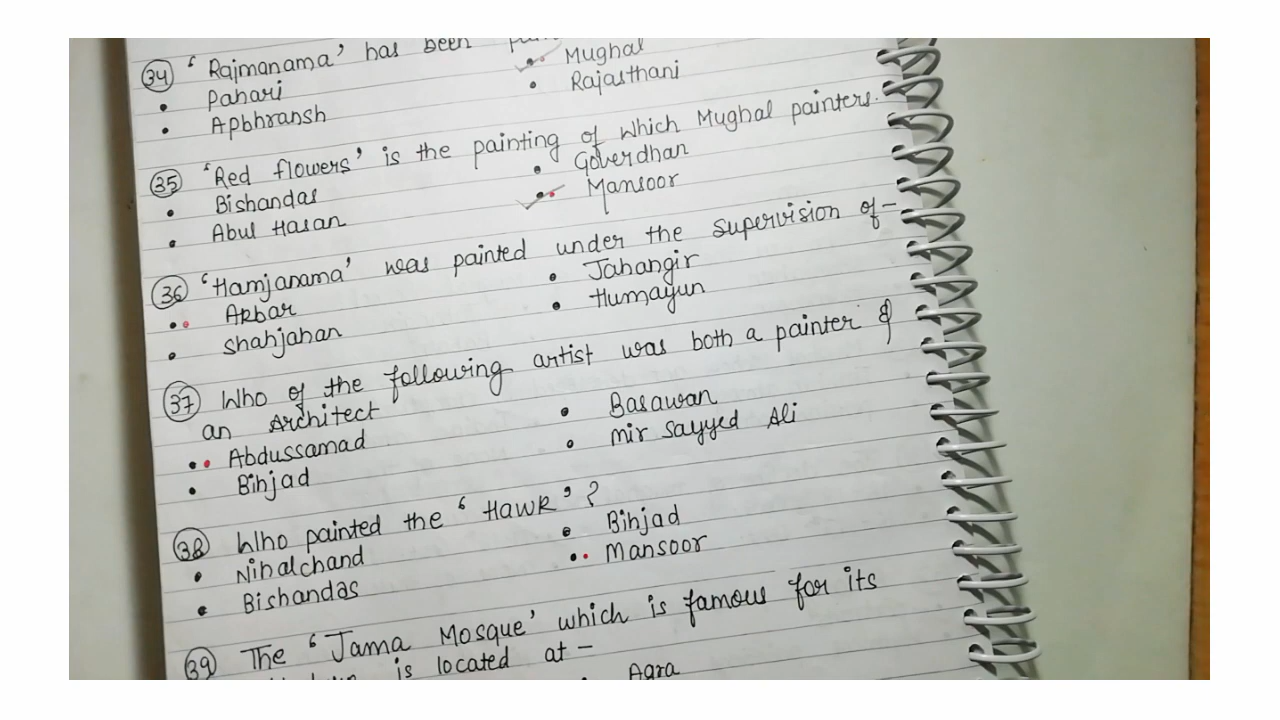 34 ‘Rajmanama’ has been
• Pahari • Mughal
• Apbhransh • Rajasthani
35 ‘Red flowers’ is the painting of which Mughal painters.
• Bishandas • Goverdhan
• Abul Hasan • Mansoor
36 ‘Hamjanama’ was painted under the supervision of-
• Akbar • Jahangir
• Shahjahan • Humayun
37 Who of the following artist was both a painter &
an Architect
• Abdussamad • Basawan
• Bihjad • Mir Sayyed Ali
38 Who painted the ‘Hawk’?
• Nihalchand • Bihjad
• Bishandas • Mansoor
39 The ‘Jama Mosque’ which is famous for its
is located at -
• Agra